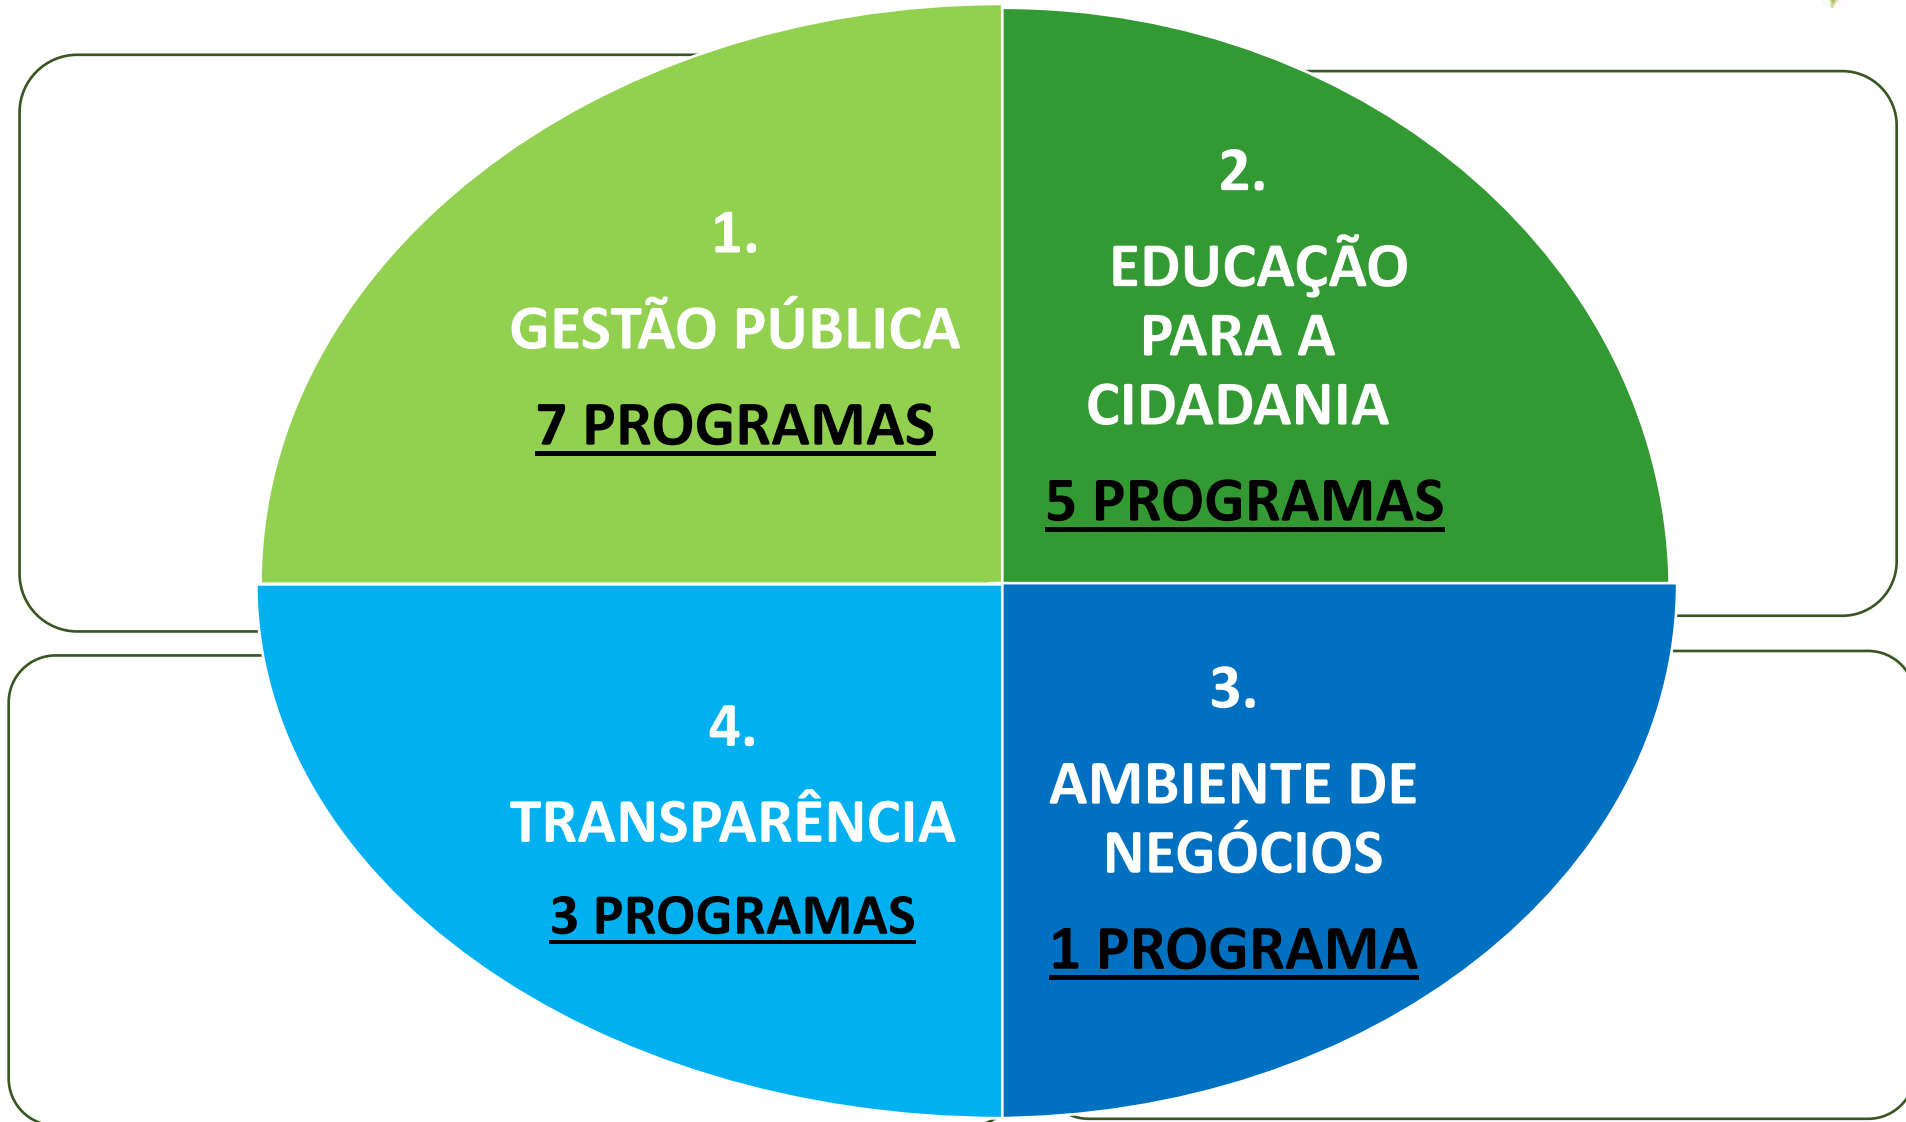 1.
GESTÃO PÚBLICA
7 PROGRAMAS
2.
EDUCAÇÃO
PARA A
CIDADANIA
5 PROGRAMAS
3.
AMBIENTE DE
NEGÓCIOS
1 PROGRAMA
4.
TRANSPARÊNCIA
3 PROGRAMAS